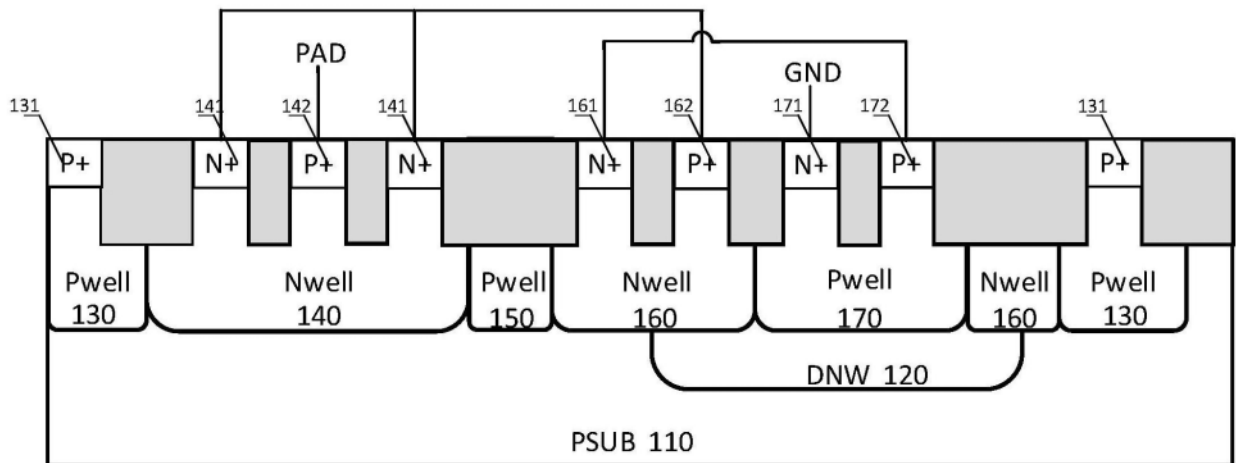 PAD
GND
131 141 142 141 161 162 171 172 131
P+ N+ P+ N+ N+ P+ N+ P+ P+
Pwell Nwell Pwell Nwell Pwell Nwell Pwell
130 140 150 160 170 160 130
DNW 120
PSUB 110